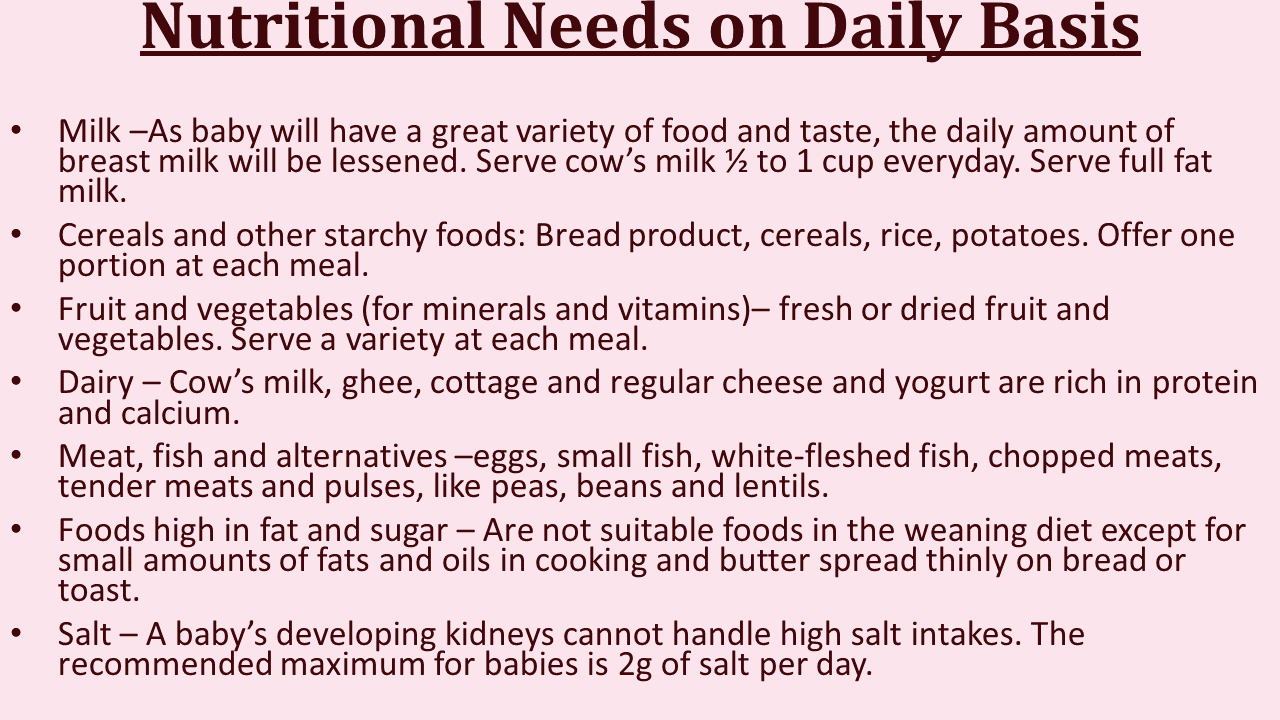 Nutritional Needs on Daily Basis
• Milk –As baby will have a great variety of food and taste, the daily amount of
breast milk will be lessened. Serve cow’s milk ½ to 1 cup everyday. Serve full fat
milk.
• Cereals and other starchy foods: Bread product, cereals, rice, potatoes. Offer one
portion at each meal.
• Fruit and vegetables (for minerals and vitamins)– fresh or dried fruit and
vegetables. Serve a variety at each meal.
• Dairy – Cow’s milk, ghee, cottage and regular cheese and yogurt are rich in protein
and calcium.
• Meat, fish and alternatives –eggs, small fish, white-fleshed fish, chopped meats,
tender meats and pulses, like peas, beans and lentils.
• Foods high in fat and sugar – Are not suitable foods in the weaning diet except for
small amounts of fats and oils in cooking and butter spread thinly on bread or
toast.
• Salt – A baby’s developing kidneys cannot handle high salt intakes. The
recommended maximum for babies is 2g of salt per day.